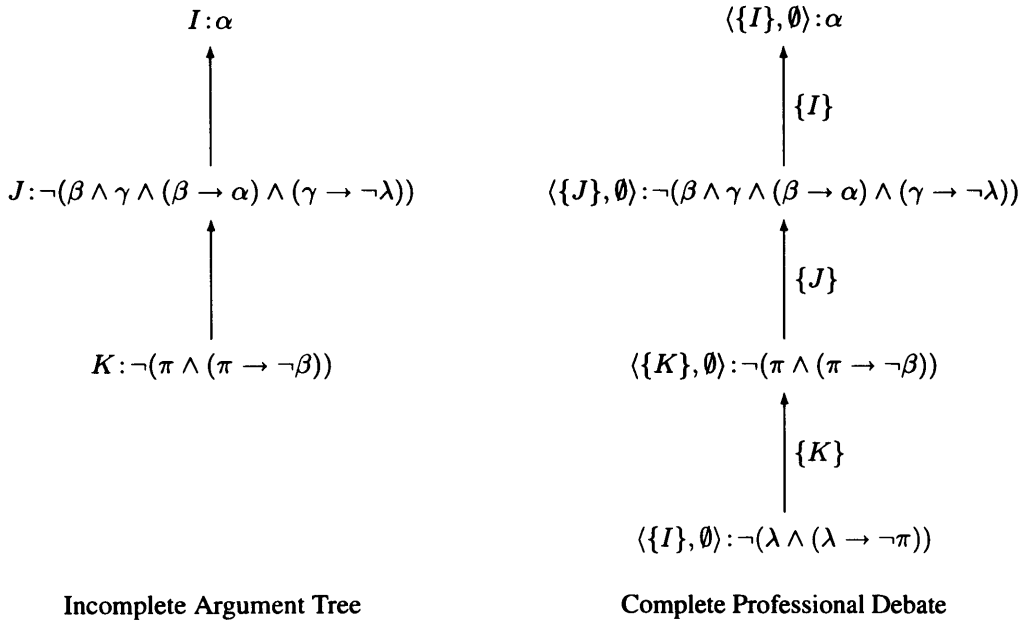 I:α
⟨{I}, ∅⟩:α
{I}
J:¬(β ∧ γ ∧ (β → α) ∧ (γ → ¬λ))
⟨{J}, ∅⟩:¬(β ∧ γ ∧ (β → α) ∧ (γ → ¬λ))
{J}
K:¬(π ∧ (π → ¬β))
⟨{K}, ∅⟩:¬(π ∧ (π → ¬β))
{K}
⟨{I}, ∅⟩:¬(λ ∧ (λ → ¬π))
Incomplete Argument Tree
Complete Professional Debate